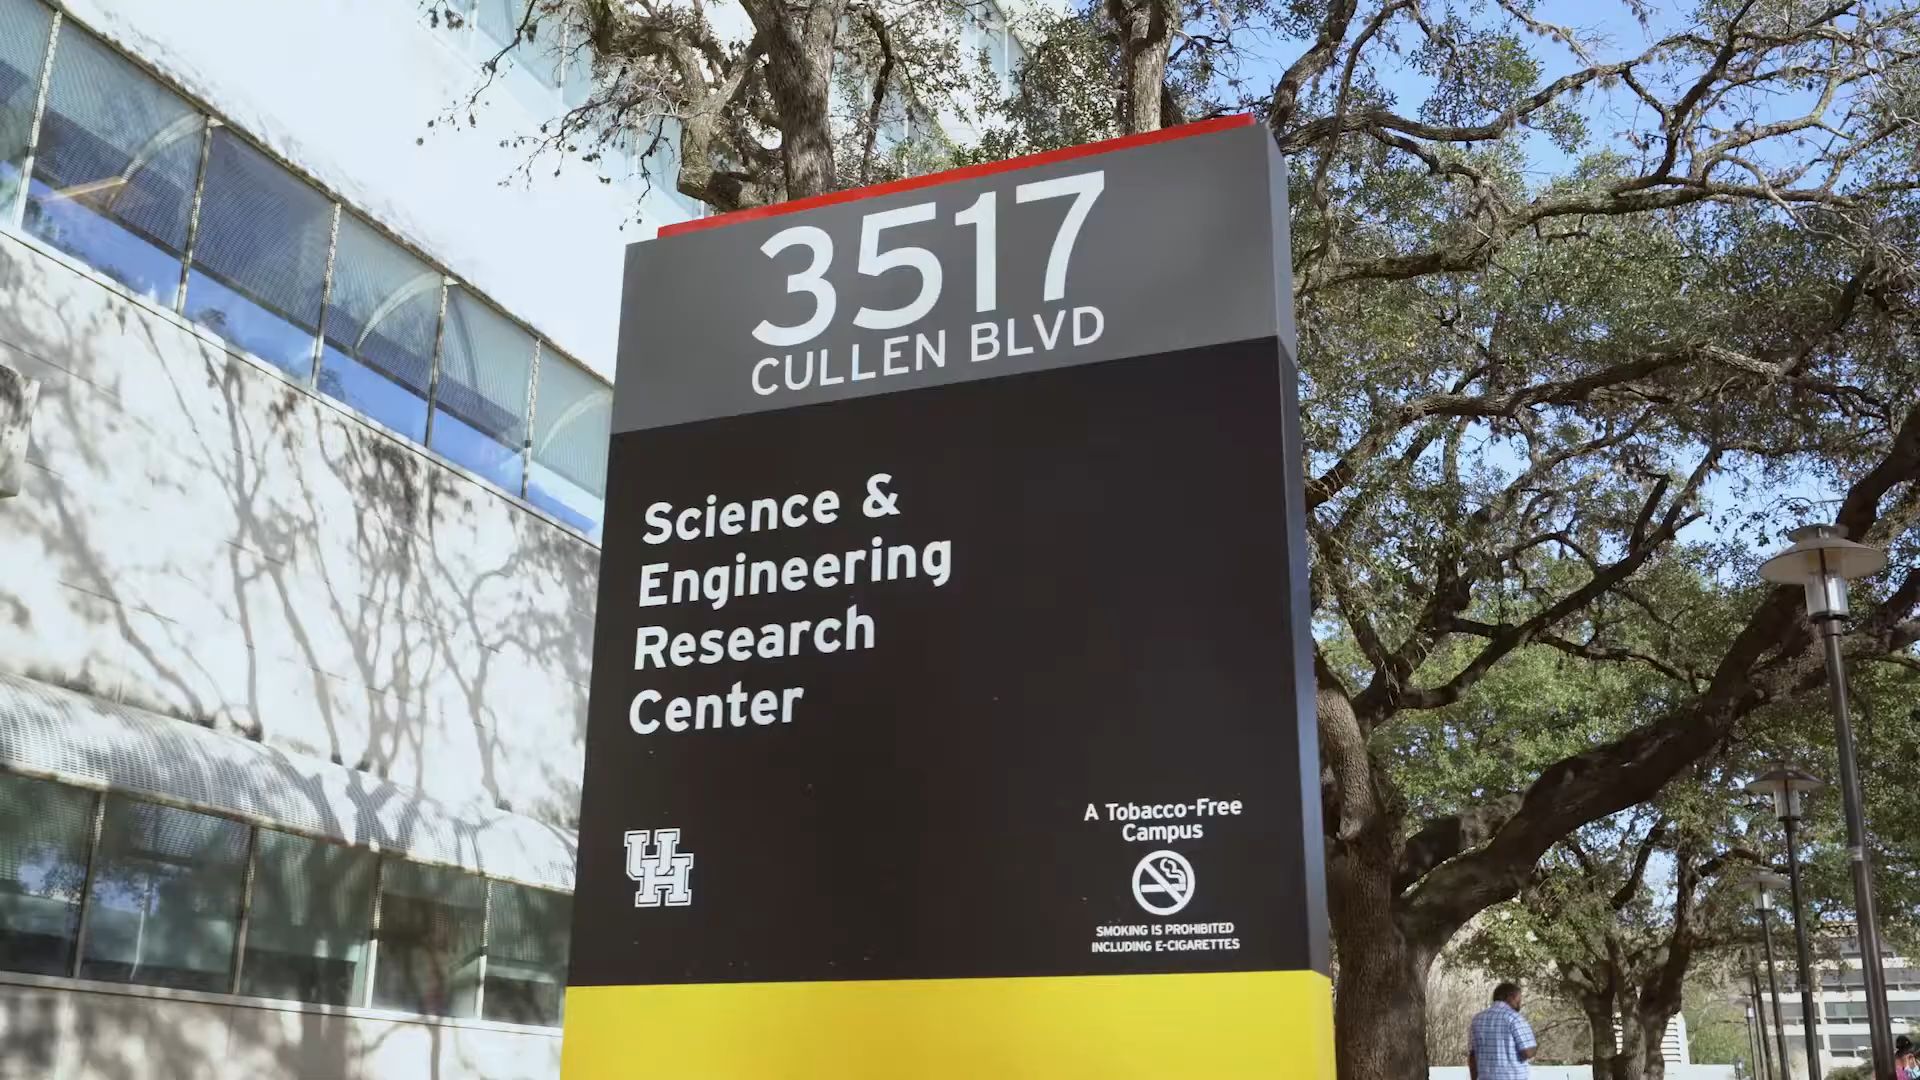 3517
CULLEN BLVD
Science &
Engineering
Research
Center
UH
A Tobacco-Free
Campus
SMOKING IS PROHIBITED
INCLUDING E-CIGARETTES